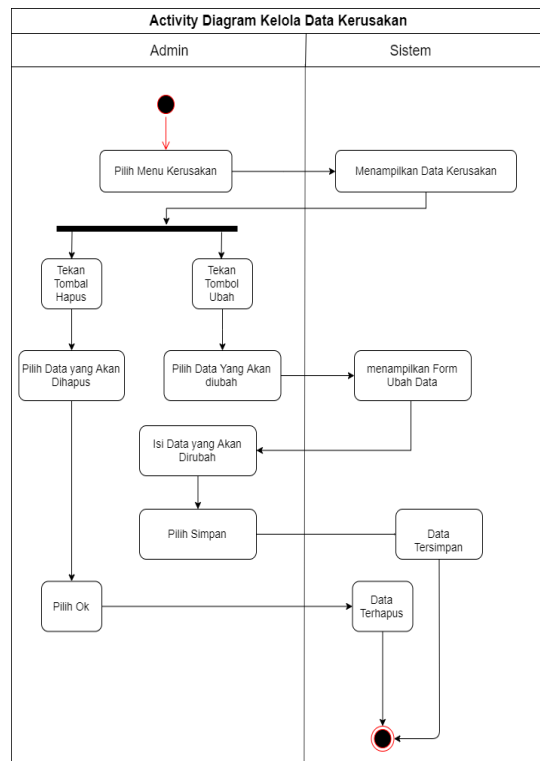 Activity Diagram Kelola Data Kerusakan
Admin
Sistem
Pilih Menu Kerusakan
Menampilkan Data Kerusakan
Tekan
Tombal
Hapus
Tekan
Tombol
Ubah
Pilih Data yang Akan
Dihapus
Pilih Data Yang Akan
diubah
menampilkan Form
Ubah Data
Isi Data yang Akan
Dirubah
Pilih Simpan
Data
Tersimpan
Pilih Ok
Data
Terhapus